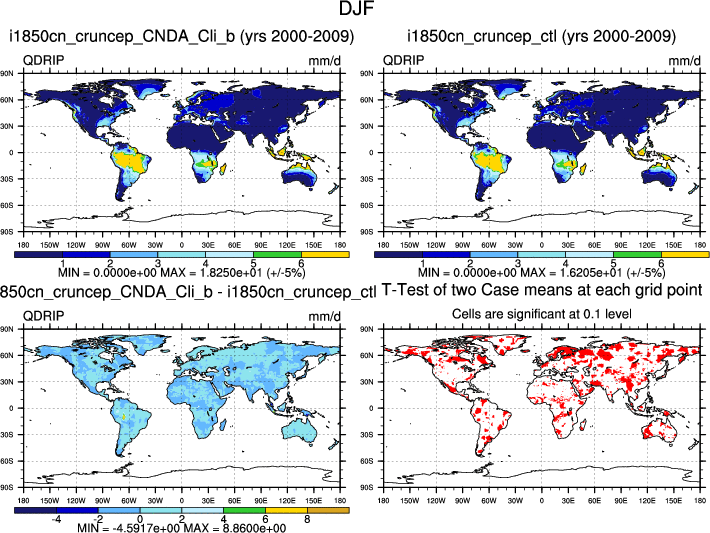 DJF
i1850cn_cruncep_CNDA_Cli_b (yrs 2000-2009)
QDRIP mm/d
90N
60N
30N
0
30S
60S
90S
180 150W 120W 90W 60W 30W 0 30E 60E 90E 120E 150E 180
1 2 3 4 5 6
MIN = 0.0000e+00 MAX = 1.8250e+01 (+/-5%)
i1850cn_cruncep_ctl (yrs 2000-2009)
QDRIP mm/d
90N
60N
30N
0
30S
60S
90S
180 150W 120W 90W 60W 30W 0 30E 60E 90E 120E 150E 180
1 2 3 4 5 6
MIN = 0.0000e+00 MAX = 1.6205e+01 (+/-5%)
850cn_cruncep_CNDA_Cli_b - i1850cn_cruncep_ctl
QDRIP mm/d
90N
60N
30N
0
30S
60S
90S
180 150W 120W 90W 60W 30W 0 30E 60E 90E 120E 150E 180
-4 -2 0 2 4 6 8
MIN = -4.5917e+00 MAX = 8.8600e+00
T-Test of two Case means at each grid point
Cells are significant at 0.1 level
90N
60N
30N
0
30S
60S
90S
180 150W 120W 90W 60W 30W 0 30E 60E 90E 120E 150E 180